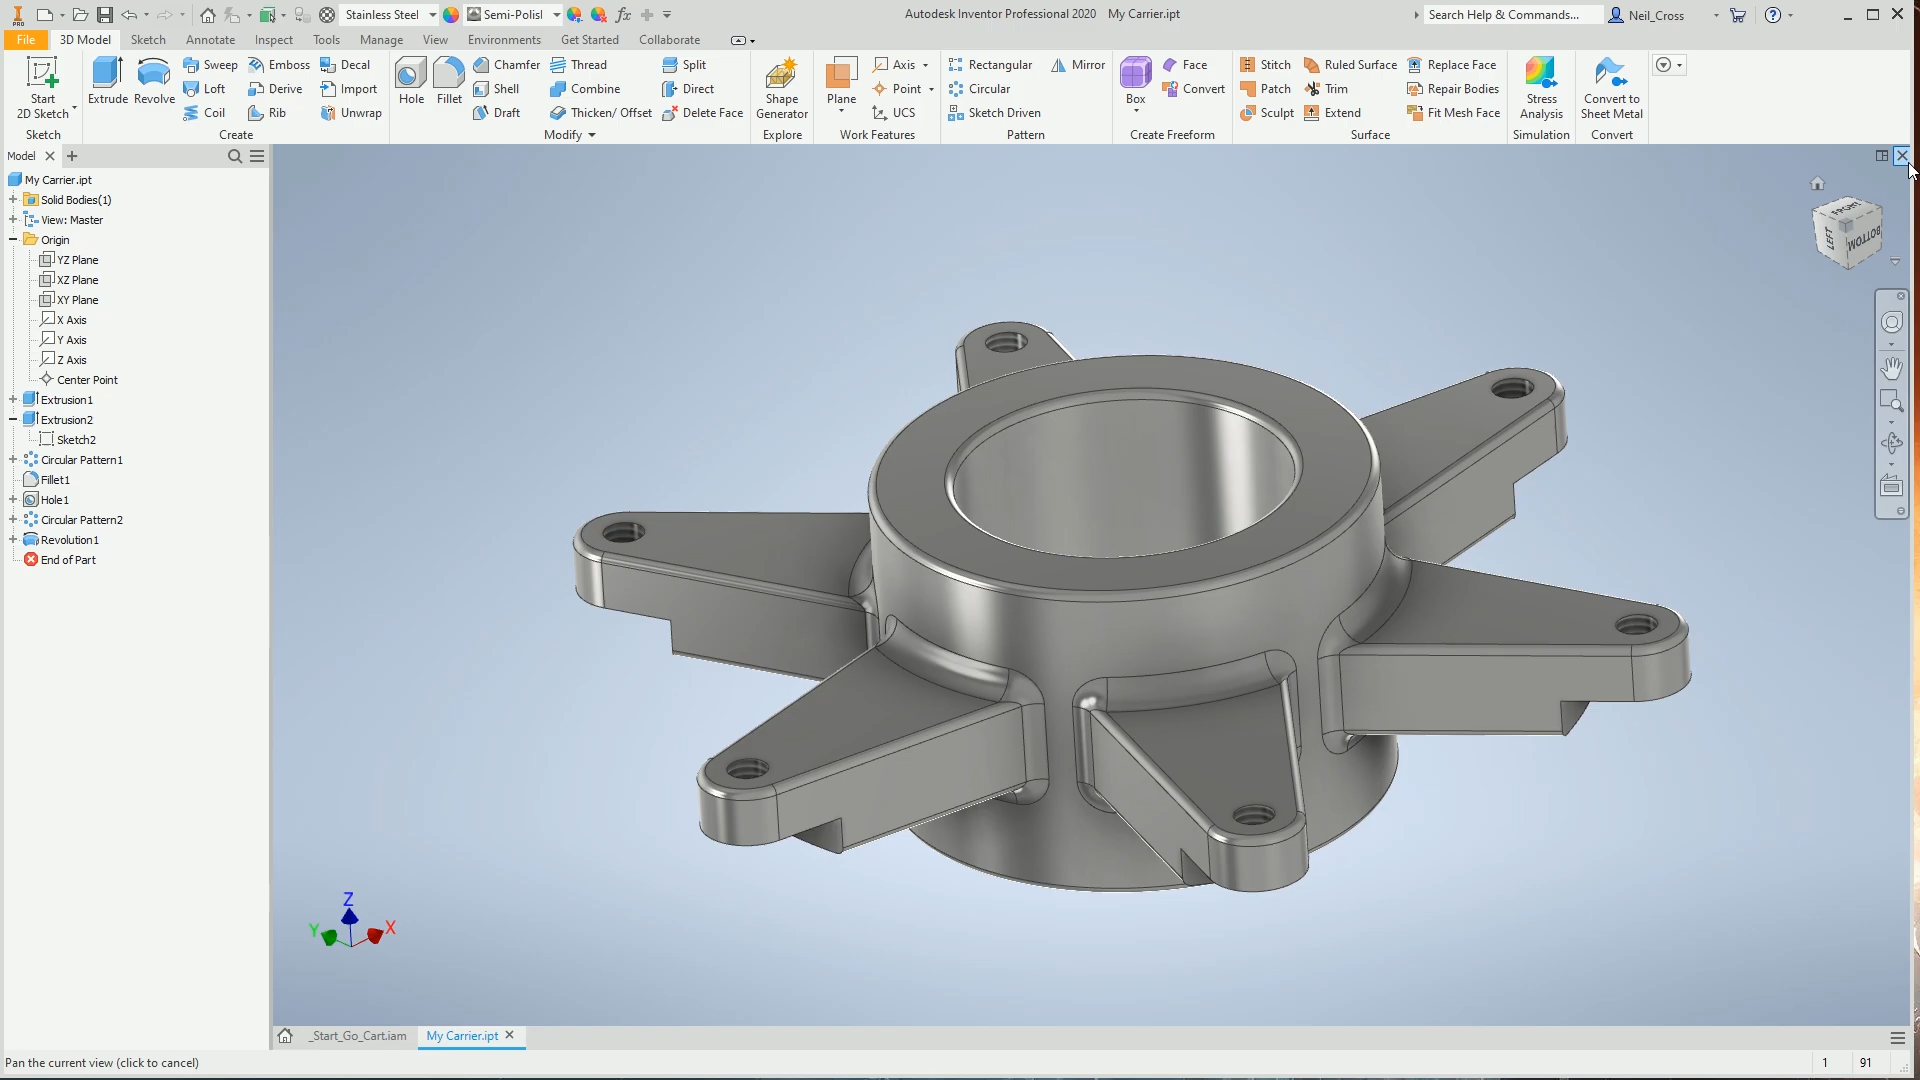 PRO
Stainless Steel
Semi-Polisl
fx
Autodesk Inventor Professional 2020 My Carrier.ipt
Search Help & Commands...
Neil_Cross
File 3D Model Sketch Annotate Inspect Tools Manage View Environments Get Started Collaborate
Start
2D Sketch
Sketch
Extrude Revolve
Sweep Emboss Decal
Loft Derive Import
Coil Rib Unwrap
Create
Hole Fillet
Chamfer Thread Split
Shell Combine Direct
Draft Thicken/ Offset Delete Face
Modify
Shape
Generator
Explore
Plane
Axis
Point
UCS
Work Features
Rectangular Mirror
Circular
Sketch Driven
Pattern
Box
Face
Convert
Create Freeform
Stitch Ruled Surface Replace Face
Patch Trim Repair Bodies
Sculpt Extend Fit Mesh Face
Surface
Stress
Analysis
Simulation
Convert to
Sheet Metal
Convert
Model
My Carrier.ipt
Solid Bodies(1)
View: Master
Origin
YZ Plane
XZ Plane
XY Plane
X Axis
Y Axis
Z Axis
Center Point
Extrusion1
Extrusion2
Sketch2
Circular Pattern1
Fillet1
Hole1
Circular Pattern2
Revolution1
End of Part
FRONT
LEFT
BOTTOM
Z
Y
X
_Start_Go_Cart.iam My Carrier.ipt
Pan the current view (click to cancel)
1 91